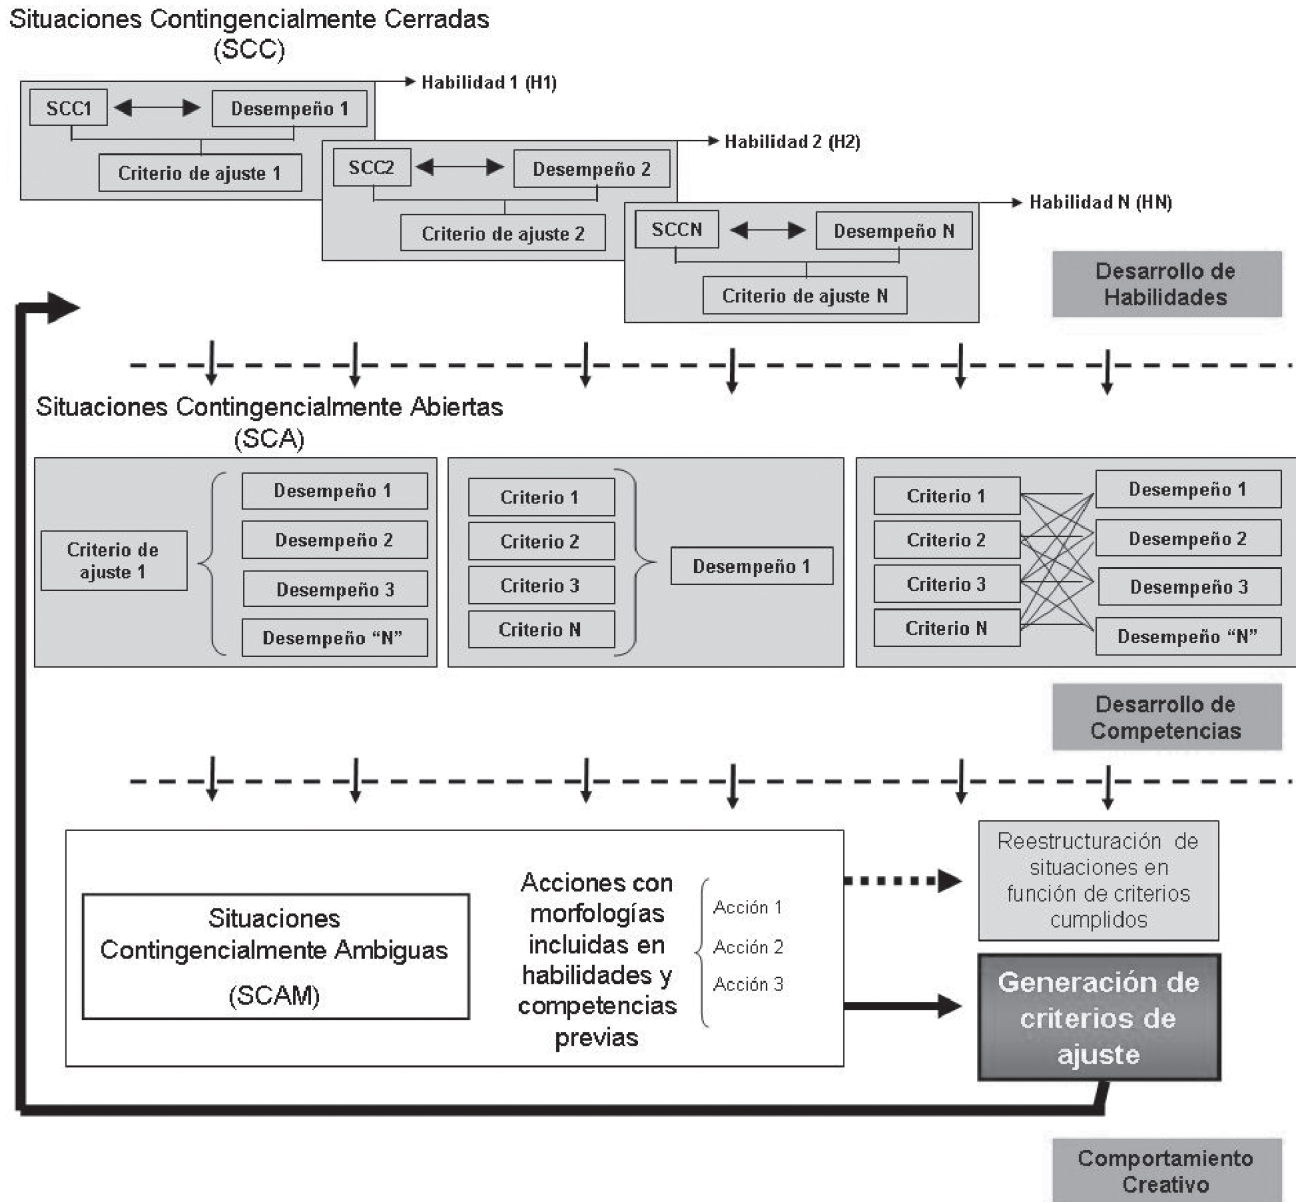 Situaciones Contingencialmente Cerradas
(SCC)
Habilidad 1 (H1)
SCC1
Desempeño 1
Criterio de ajuste 1
Habilidad 2 (H2)
SCC2
Desempeño 2
Criterio de ajuste 2
Habilidad N (HN)
SCCN
Desempeño N
Criterio de ajuste N
Desarrollo de
Habilidades
Situaciones Contingencialmente Abiertas
(SCA)
Criterio de
ajuste 1
Desempeño 1
Desempeño 2
Desempeño 3
Desempeño “N”
Criterio 1
Criterio 2
Criterio 3
Criterio N
Desempeño 1
Criterio 1
Criterio 2
Criterio 3
Criterio N
Desempeño 1
Desempeño 2
Desempeño 3
Desempeño “N”
Desarrollo de
Competencias
Situaciones
Contingencialmente Ambiguas
(SCAM)
Acciones con
morfologías
incluidas en
habilidades y
competencias
previas
Acción 1
Acción 2
Acción 3
Reestructuración de
situaciones en
función de criterios
cumplidos
Generación de
criterios de
ajuste
Comportamiento
Creativo